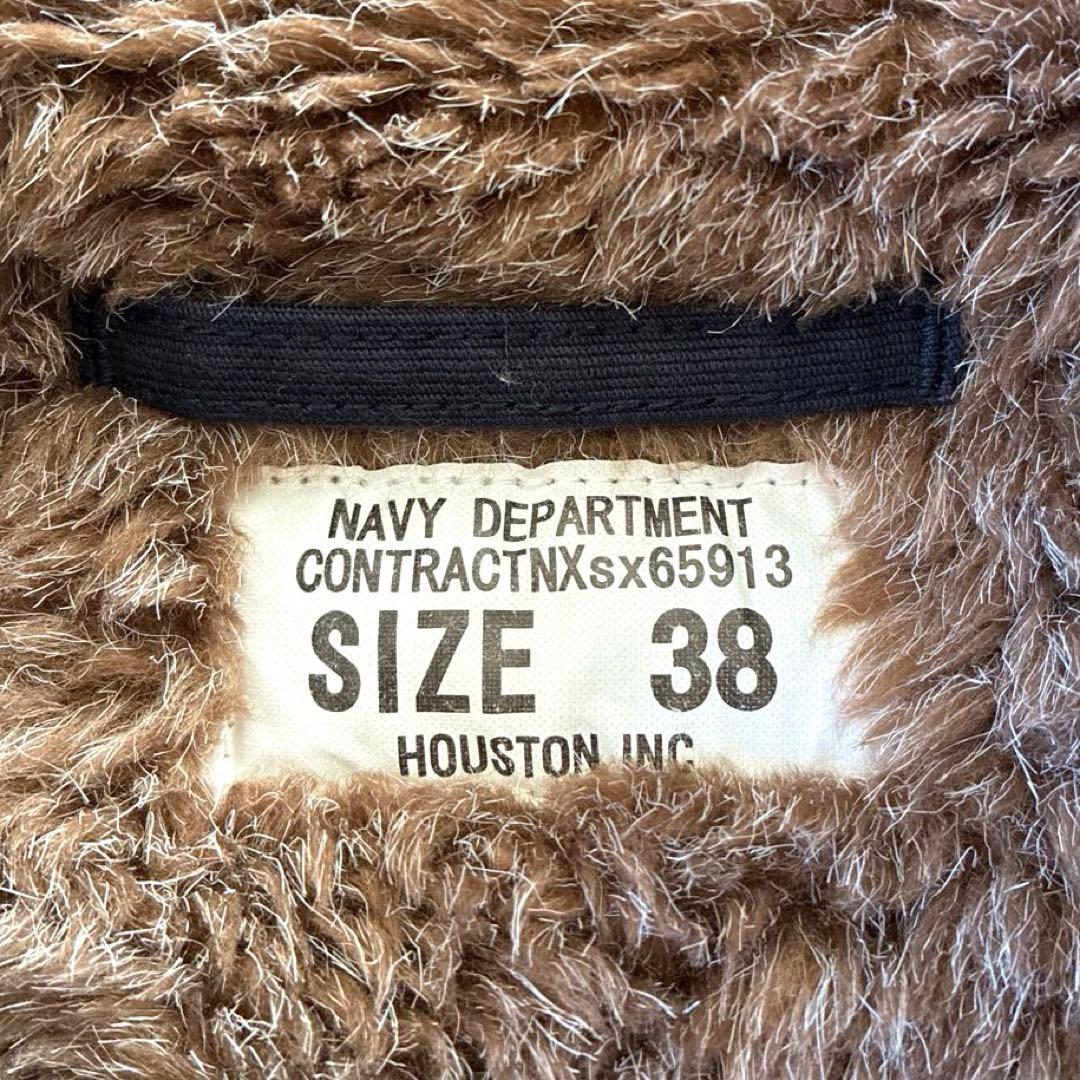 NAVY DEPARTMENT
CONTRACTNXsx65913
SIZE 38
HOUSTON INC